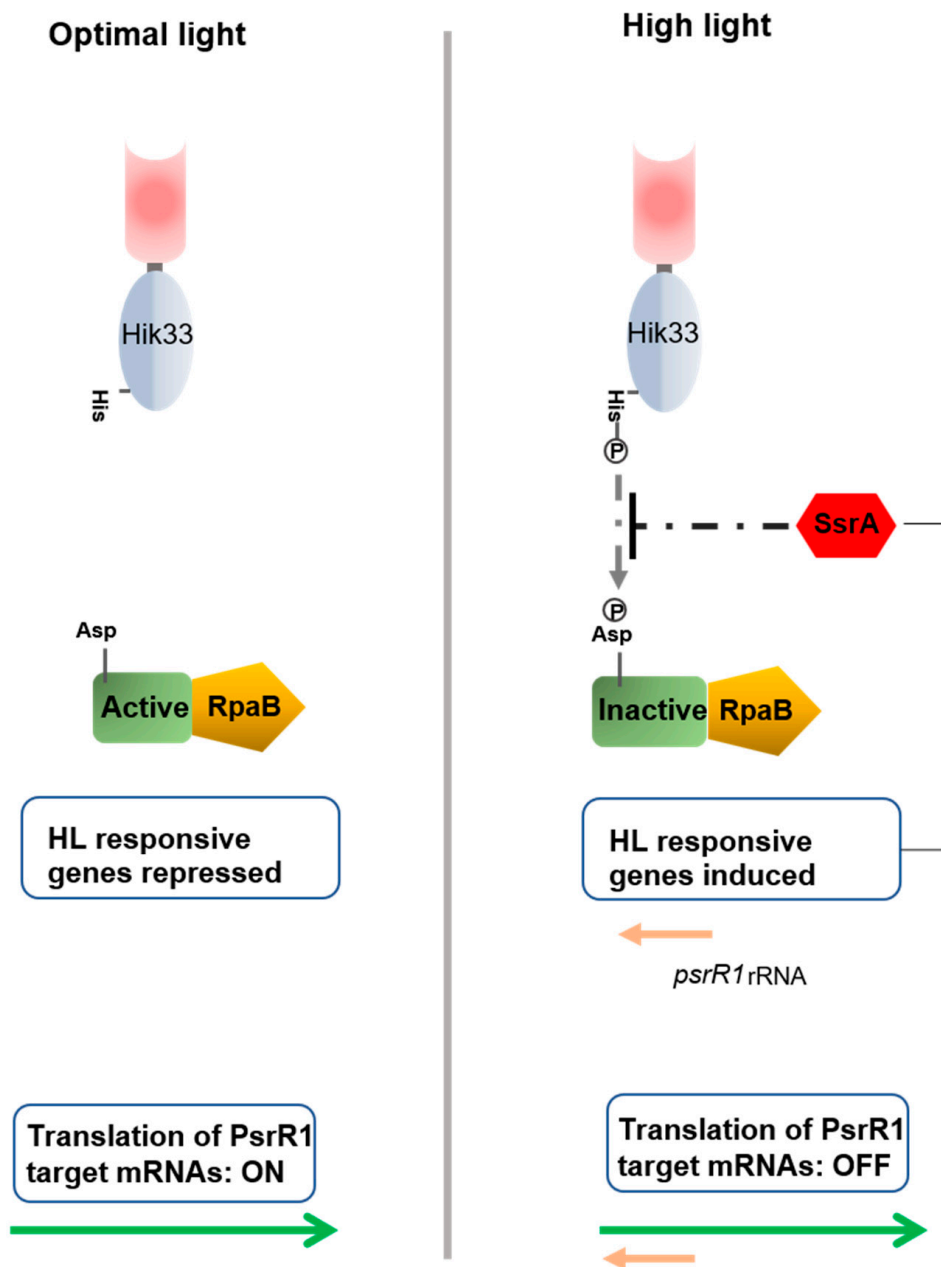 Optimal light
Hik33
His
Asp
Active
RpaB
HL responsive
genes repressed
Translation of PsrR1
target mRNAs: ON
High light
Hik33
His
P
SsrA
P
Asp
Inactive
RpaB
HL responsive
genes induced
psrR1 rRNA
Translation of PsrR1
target mRNAs: OFF